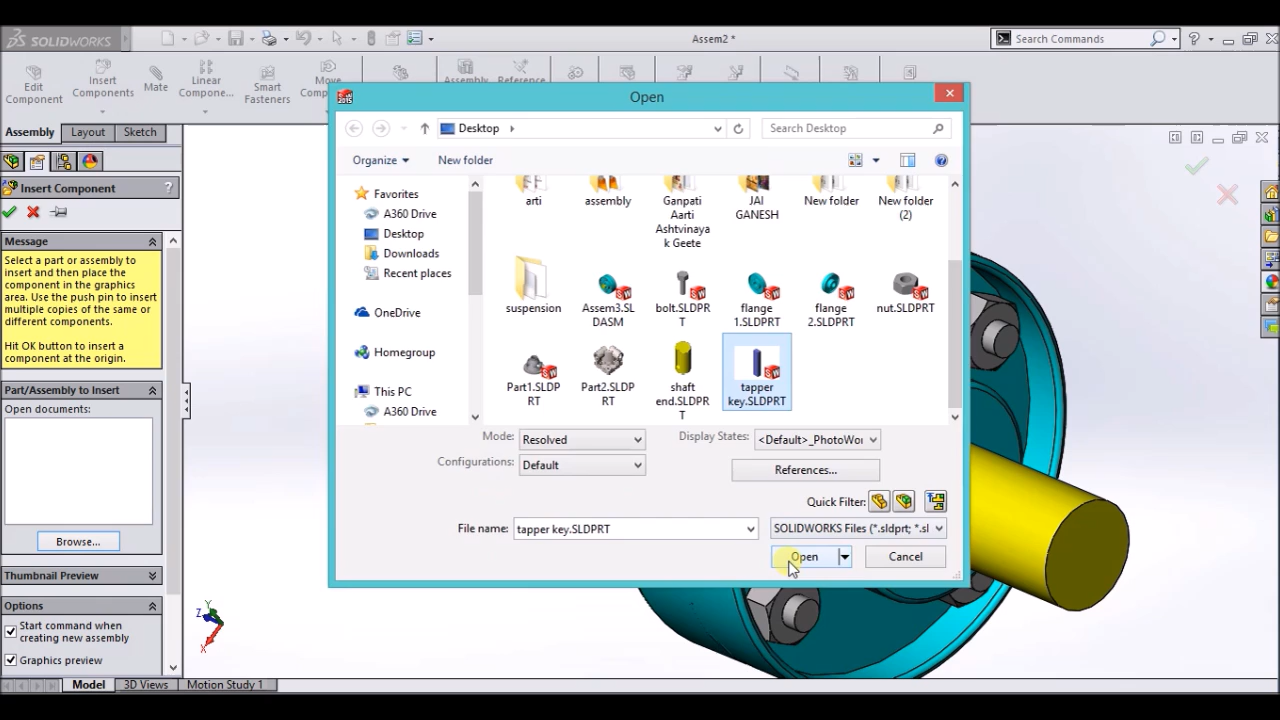 SOLIDWORKS
Assem2 *
Search Commands
Edit
Component
Insert
Components
Mate
Linear
Compone...
Smart
Fasteners
Move
Compone
Assembly
Reference
Assembly
Layout
Sketch
Insert Component
?
Message
Select a part or assembly to
insert and then place the
component in the graphics
area. Use the push pin to insert
multiple copies of the same or
different components.
Hit OK button to insert a
component at the origin.
Part/Assembly to Insert
Open documents:
Browse...
Thumbnail Preview
Options
Start command when
creating new assembly
Graphics preview
Open
Desktop
Search Desktop
Organize
New folder
Favorites
A360 Drive
Desktop
Downloads
Recent places
OneDrive
Homegroup
This PC
A360 Drive
arti
assembly
Ganpati
Aarti
Ashtvinaya
k Geete
JAI
GANESH
New folder
New folder
(2)
suspension
Assem3.SL
DASM
bolt.SLDPR
T
flange
1.SLDPRT
flange
2.SLDPRT
nut.SLDPRT
Part1.SLDP
RT
Part2.SLDP
RT
shaft
end.SLDPR
T
tapper
key.SLDPRT
Mode:
Resolved
Display States:
<Default>_PhotoWor
Configurations:
Default
References...
Quick Filter:
File name:
tapper key.SLDPRT
SOLIDWORKS Files (*.sldprt; *.sl
Open
Cancel
Y
Z
X
Model
3D Views
Motion Study 1